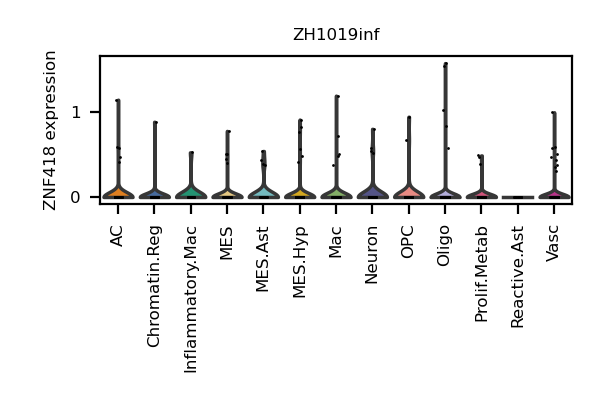 ZH1019inf
ZNF418 expression
1
0
AC
Chromatin.Reg
Inflammatory.Mac
MES
MES.Ast
MES.Hyp
Mac
Neuron
OPC
Oligo
Prolif.Metab
Reactive.Ast
Vasc